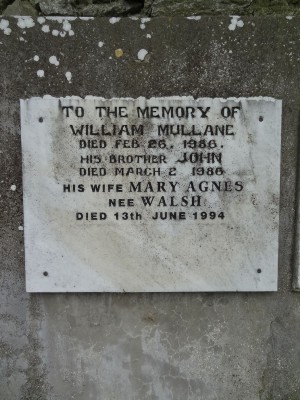 TO THE MEMORY OF
WILLIAM MULLANE
DIED FEB 26. 1986.
HIS BROTHER JOHN
DIED MARCH 2 1986
HIS WIFE MARY AGNES
NEE WALSH
DIED 13th JUNE 1994